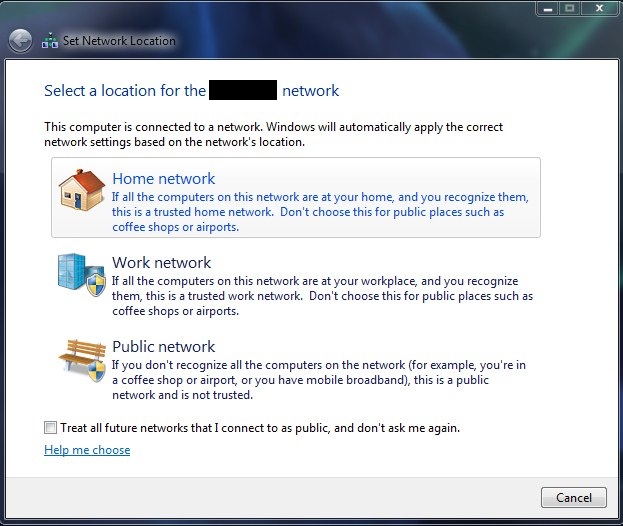 Set Network Location
Select a location for the network
This computer is connected to a network. Windows will automatically apply the correct
network settings based on the network's location.
Home network
If all the computers on this network are at your home, and you recognize them,
this is a trusted home network.  Don't choose this for public places such as
coffee shops or airports.
Work network
If all the computers on this network are at your workplace, and you recognize
them, this is a trusted work network.  Don't choose this for public places such as
coffee shops or airports.
Public network
If you don't recognize all the computers on the network (for example, you're in
a coffee shop or airport, or you have mobile broadband), this is a public
network and is not trusted.
Treat all future networks that I connect to as public, and don't ask me again.
Help me choose
Cancel